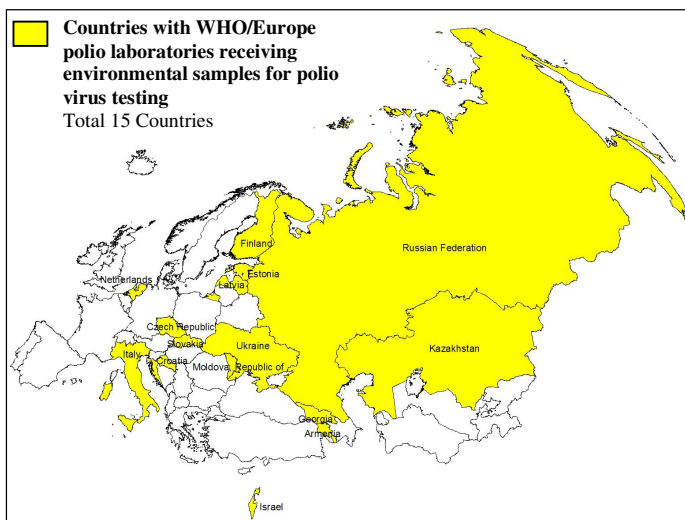 Countries with WHO/Europe
polio laboratories receiving
environmental samples for polio
virus testing
Total 15 Countries
Finland
Russian Federation
Estonia
Netherlands
Latvia
Czech Republic
Slovakia
Ukraine
Kazakhstan
Italy
Croatia
Moldova, Republic of
Georgia
Armenia
Israel